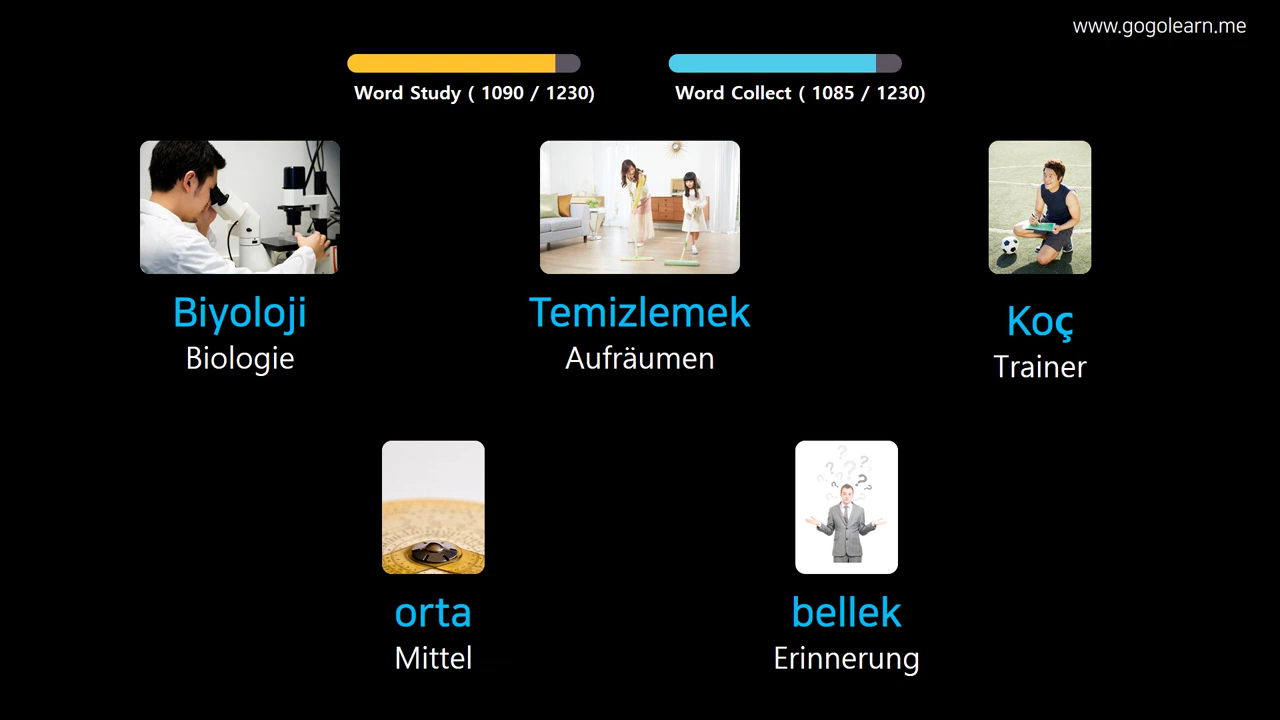 www.gogolearn.me
Word Study ( 1090 / 1230)
Word Collect ( 1085 / 1230)
Biyoloji
Biologie
Temizlemek
Aufräumen
Koç
Trainer
orta
Mittel
bellek
Erinnerung